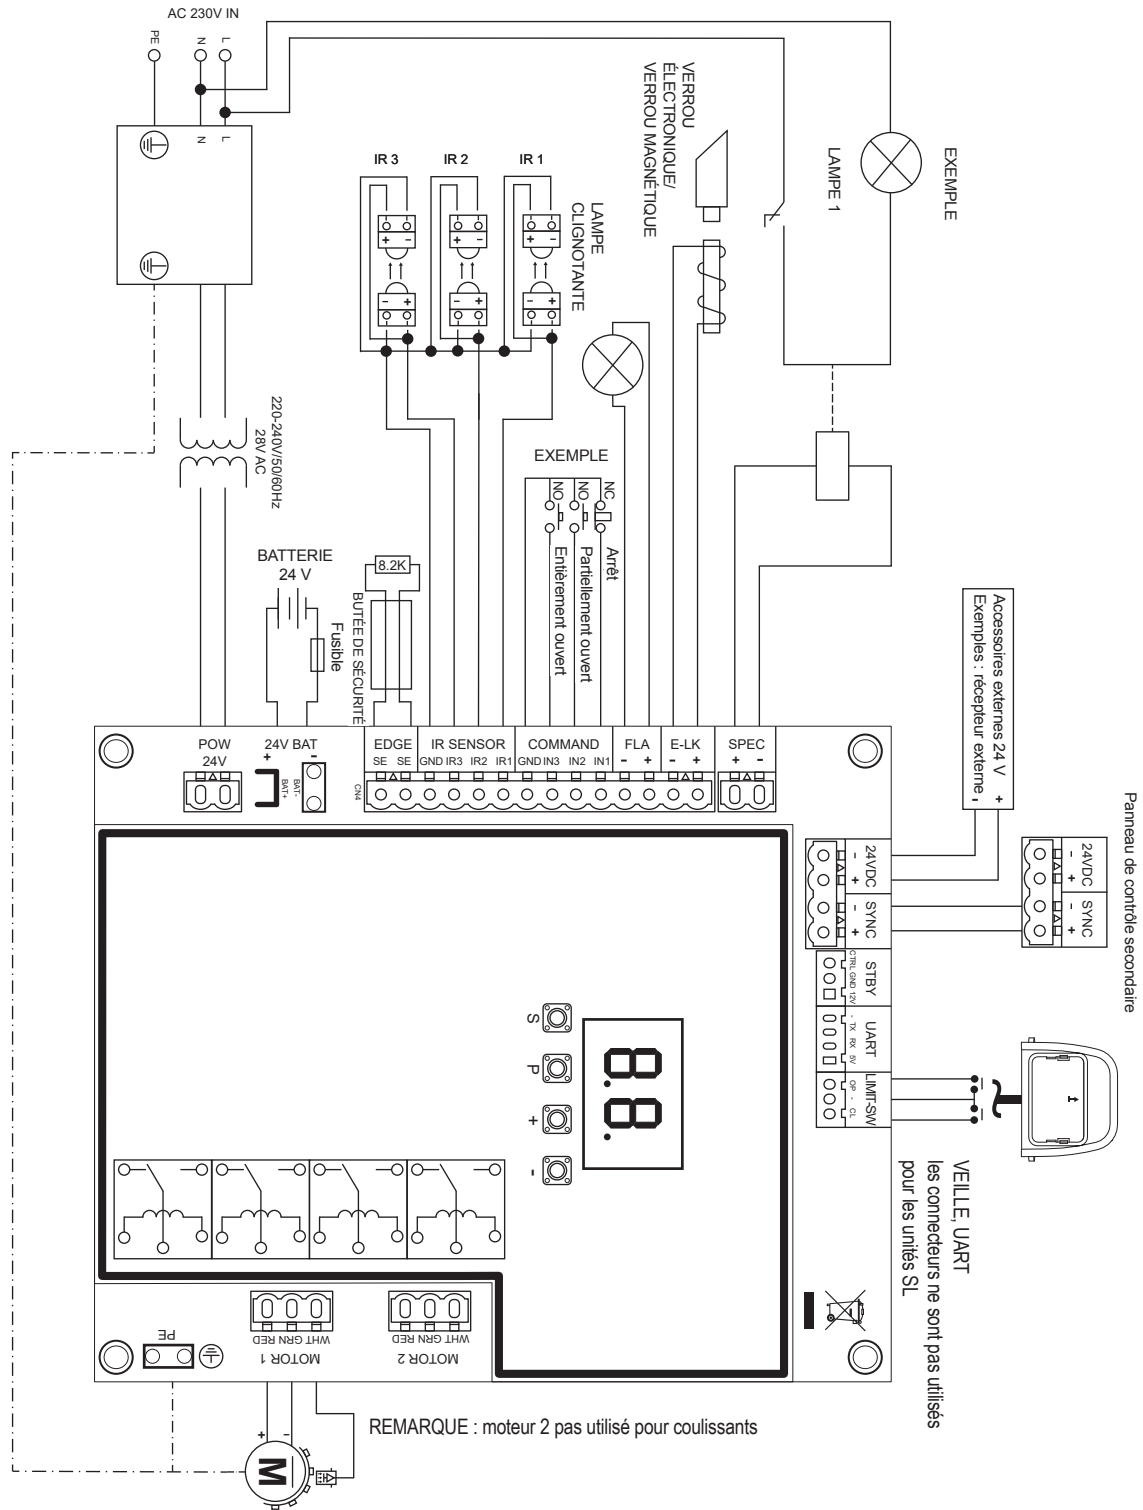 AC 230V IN
PE
N
L
N
L
EXEMPLE
LAMPE 1
VERROU
ÉLECTRONIQUE/
VERROU MAGNÉTIQUE
IR 3
IR 2
IR 1
+ -
+ -
+ -
- +
- +
- +
LAMPE
CLIGNOTANTE
220-240V/50/60Hz
28V AC
EXEMPLE
NO
NO
NC
Entièrement ouvert
Partiellement ouvert
Arrêt
BATTERIE
24 V
Fusible
8.2K
BUTÉE DE SÉCURITÉ
Accessoires externes 24 V +
Exemples : récepteur externe -
Panneau de contrôle secondaire
24VDC
- +
SYNC
- +
POW
24V
24V BAT
+ -
BAT+
BAT-
EDGE
SE SE
IR SENSOR
GND IR3 IR2 IR1
COMMAND
GND IN3 IN2 IN1
FLA
- +
E-LK
- +
SPEC
+ -
CN4
24VDC
- +
SYNC
- +
STBY
CTRL GND 12V
UART
- TX RX 5V
LIMIT-SW
OP - CL
VEILLE, UART
les connecteurs ne sont pas utilisés
pour les unités SL
8.8.
S
P
+
-
PE
WHT GRN RED
MOTOR 1
WHT GRN RED
MOTOR 2
REMARQUE : moteur 2 pas utilisé pour coulissants
+ -
M